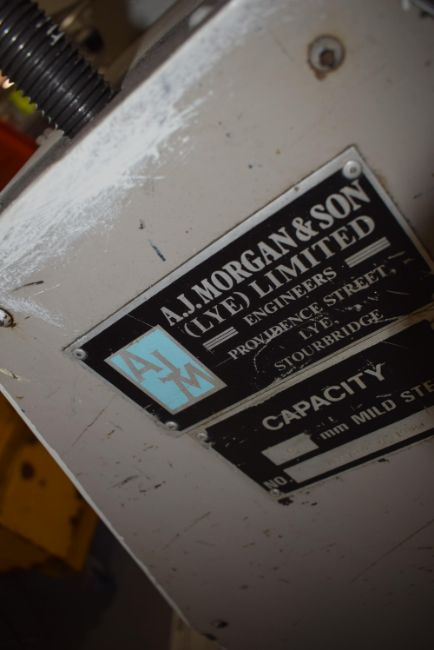 A.J. MORGAN & SON
(LYE) LIMITED
ENGINEERS
PROVIDENCE STREET,
LYE,
STOURBRIDGE
AJM
CAPACITY
mm MILD STE
NO.